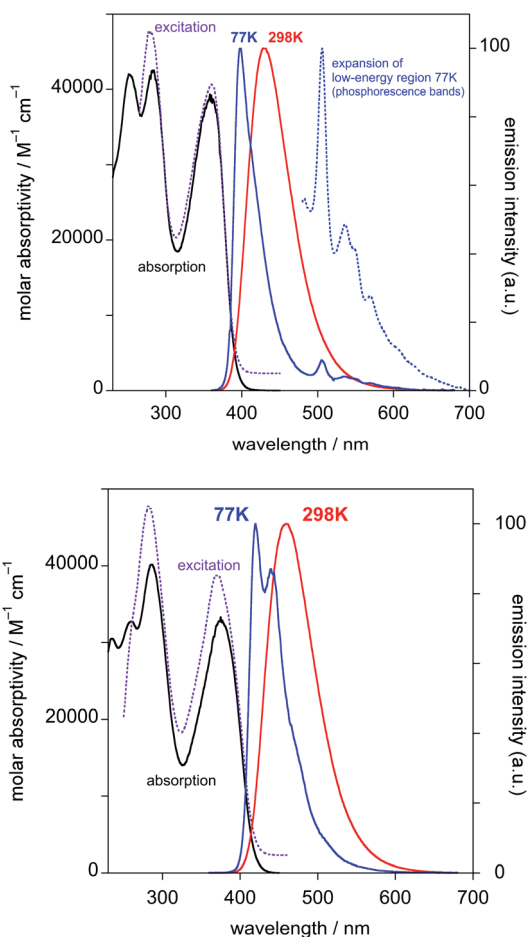 excitation
77K 298K
expansion of
low-energy region 77K
(phosphorescence bands)
absorption
molar absorptivity / M⁻¹ cm⁻¹
40000
20000
0
100
0
emission intensity (a.u.)
300 400 500 600 700
wavelength / nm
77K 298K
excitation
absorption
molar absorptivity / M⁻¹ cm⁻¹
40000
20000
0
100
0
emission intensity (a.u.)
300 400 500 600 700
wavelength / nm